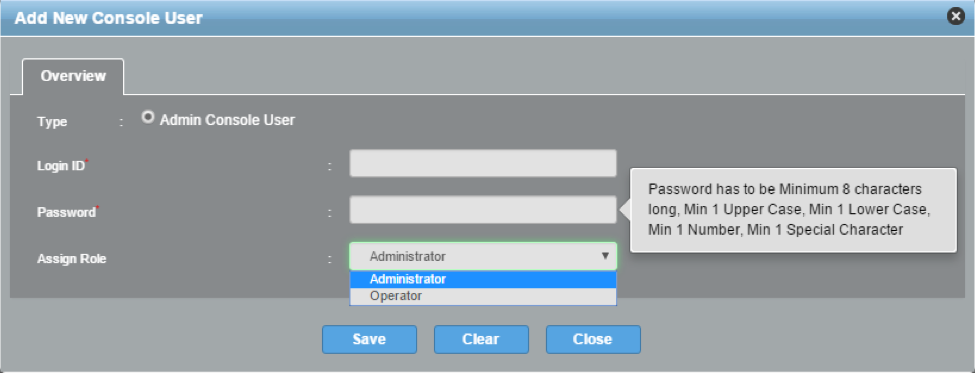 Add New Console User
Overview
Type : Admin Console User
Login ID* :
Password* :
Password has to be Minimum 8 characters
long, Min 1 Upper Case, Min 1 Lower Case,
Min 1 Number, Min 1 Special Character
Assign Role : Administrator
Administrator
Operator
Save Clear Close